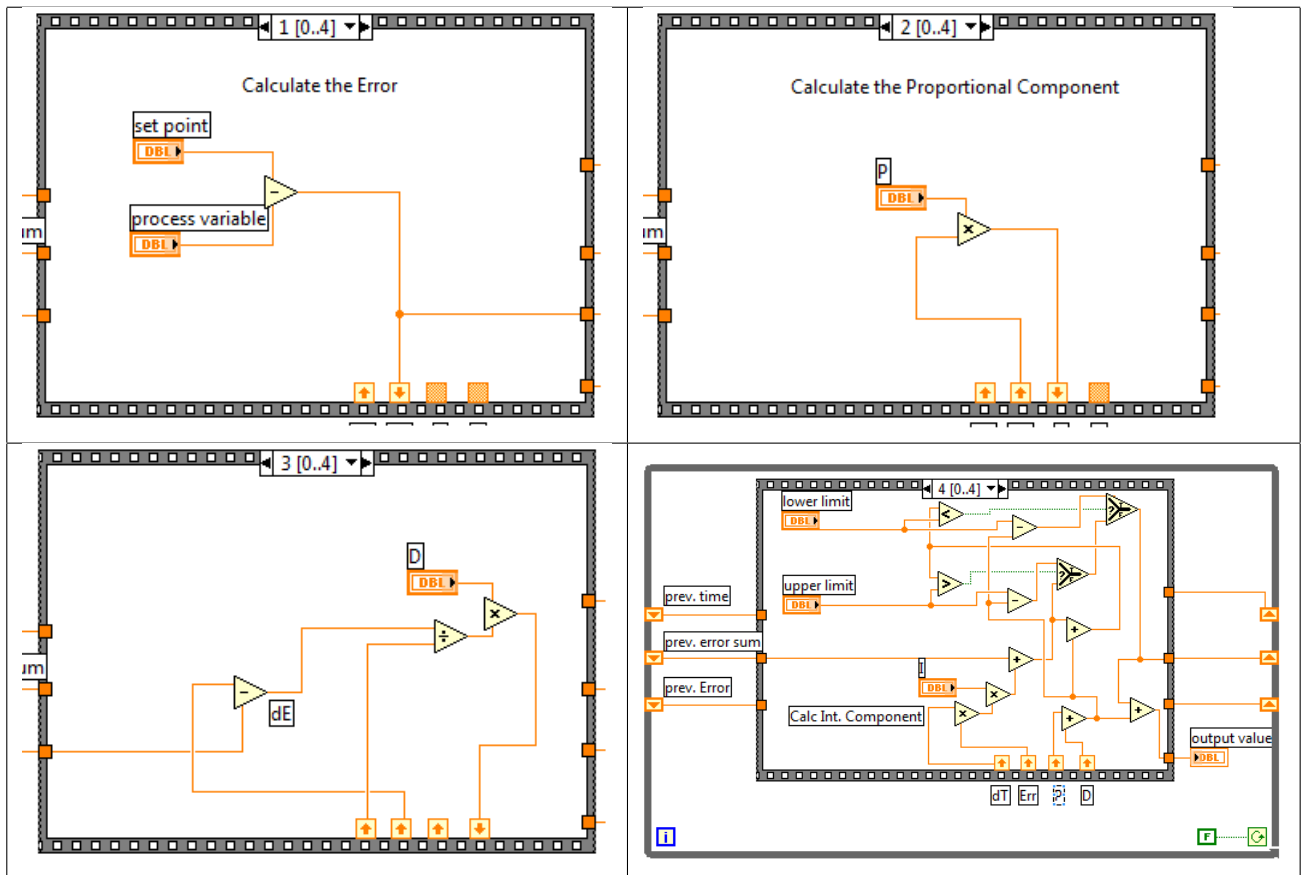 1 [0..4]
Calculate the Error
set point
DBL
process variable
DBL
um
2 [0..4]
Calculate the Proportional Component
P
DBL
um
3 [0..4]
D
DBL
um
dE
4 [0..4]
lower limit
DBL
upper limit
DBL
prev. time
prev. error sum
I
DBL
prev. Error
Calc Int. Component
output value
DBL
dT Err P D
i
F